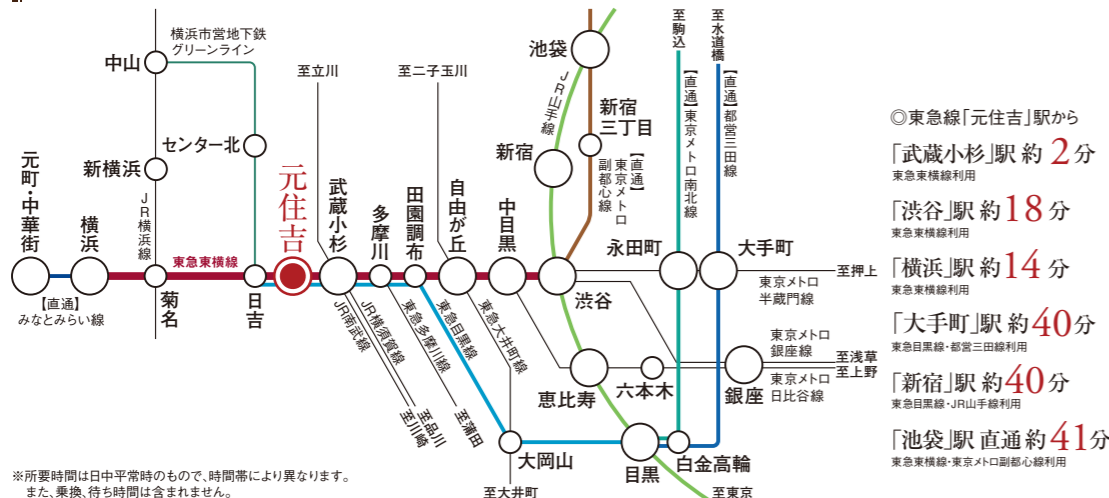 横浜市営地下鉄
グリーンライン
中山
センター北
新横浜
JR横浜線
元町・中華街
横浜
東急東横線
【直通】
みなとみらい線
菊名
日吉
元住吉
至立川
武蔵小杉
多摩川
田園調布
至二子玉川
自由が丘
中目黒
池袋
JR山手線
新宿
新宿
三丁目
【直通】
東京メトロ
副都心線
至駒込
【直通】東京メトロ南北線
至水道橋
【直通】都営三田線
永田町
大手町
渋谷
至押上
東京メトロ
半蔵門線
JR南武線
JR横須賀線
東急多摩川線
東急目黒線
東急大井町線
至川崎
至品川
至蒲田
恵比寿
六本木
銀座
東京メトロ
銀座線
至浅草
至上野
東京メトロ
日比谷線
大岡山
目黒
白金高輪
至大井町
至東京
◎東急線「元住吉」駅から
「武蔵小杉」駅 約2分
東急東横線利用
「渋谷」駅 約18分
東急東横線利用
「横浜」駅 約14分
東急東横線利用
「大手町」駅 約40分
東急目黒線・都営三田線利用
「新宿」駅 約40分
東急目黒線・JR山手線利用
「池袋」駅 直通 約41分
東急東横線・東京メトロ副都心線利用
※所要時間は日中平常時のもので、時間帯により異なります。
また、乗換、待ち時間は含まれません。